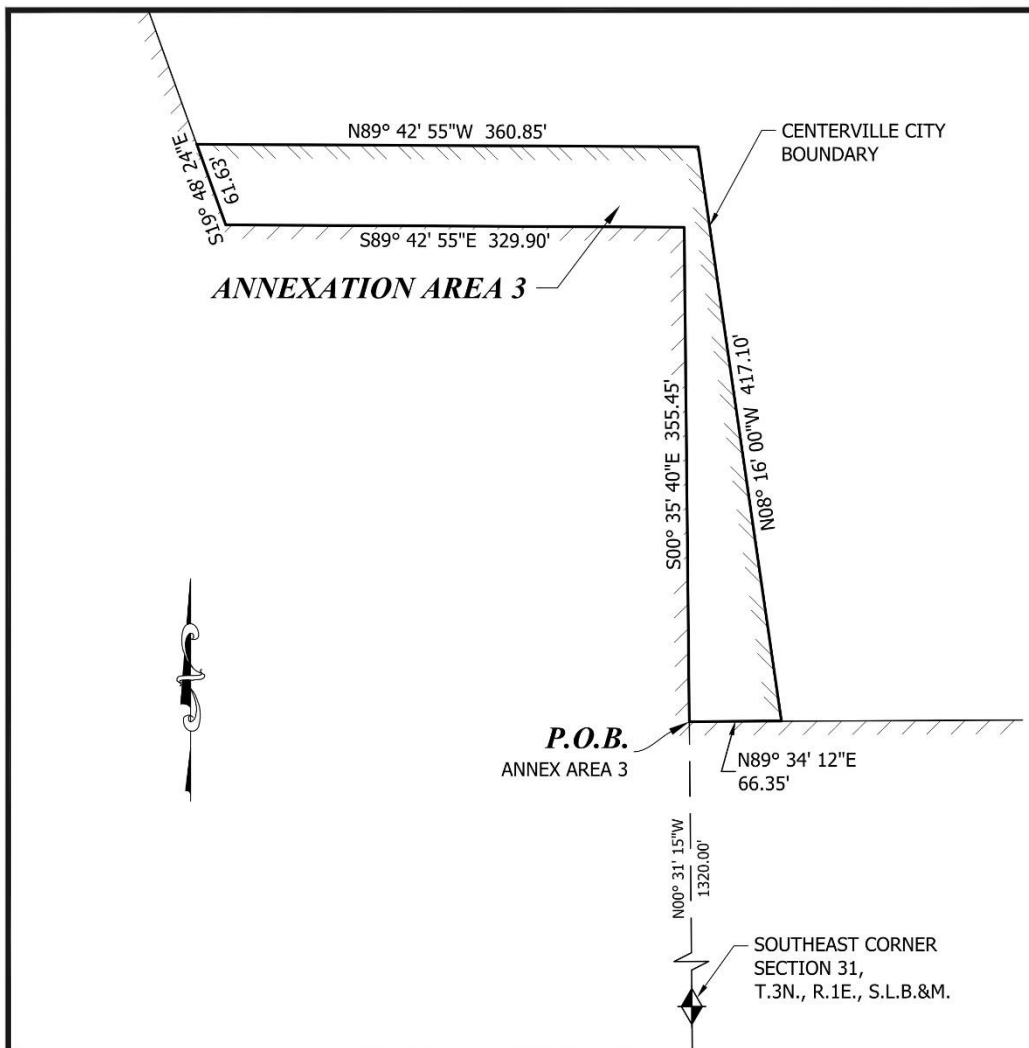 N89° 42' 55"W 360.85'
CENTERVILLE CITY
BOUNDARY
S19° 48' 24"E
61.63'
S89° 42' 55"E 329.90'
ANNEXATION AREA 3
S00° 35' 40"E 355.45'
N08° 16' 00"W 417.10'
P.O.B.
ANNEX AREA 3
N89° 34' 12"E
66.35'
N00° 31' 15"W
1320.00'
SOUTHEAST CORNER
SECTION 31,
T.3N., R.1E., S.L.B.&M.